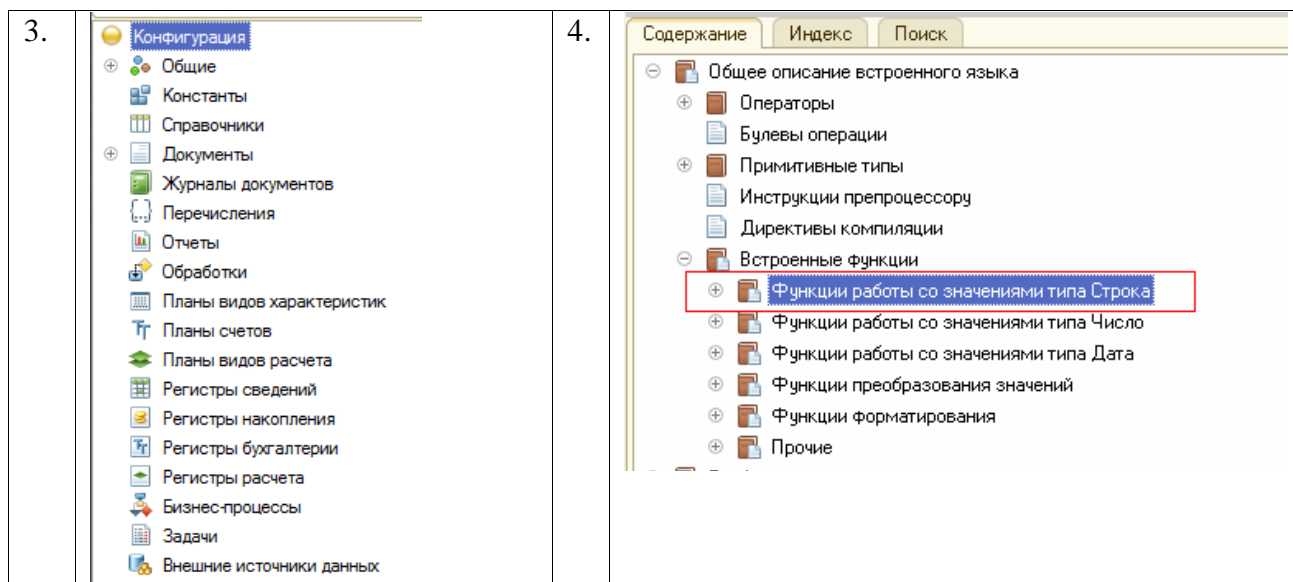 3.
Конфигурация
Общие
Константы
Справочники
Документы
Журналы документов
Перечисления
Отчеты
Обработки
Планы видов характеристик
Планы счетов
Планы видов расчета
Регистры сведений
Регистры накопления
Регистры бухгалтерии
Регистры расчета
Бизнес-процессы
Задачи
Внешние источники данных
4.
Содержание Индекс Поиск
Общее описание встроенного языка
Операторы
Булевы операции
Примитивные типы
Инструкции препроцессору
Директивы компиляции
Встроенные функции
Функции работы со значениями типа Строка
Функции работы со значениями типа Число
Функции работы со значениями типа Дата
Функции преобразования значений
Функции форматирования
Прочие